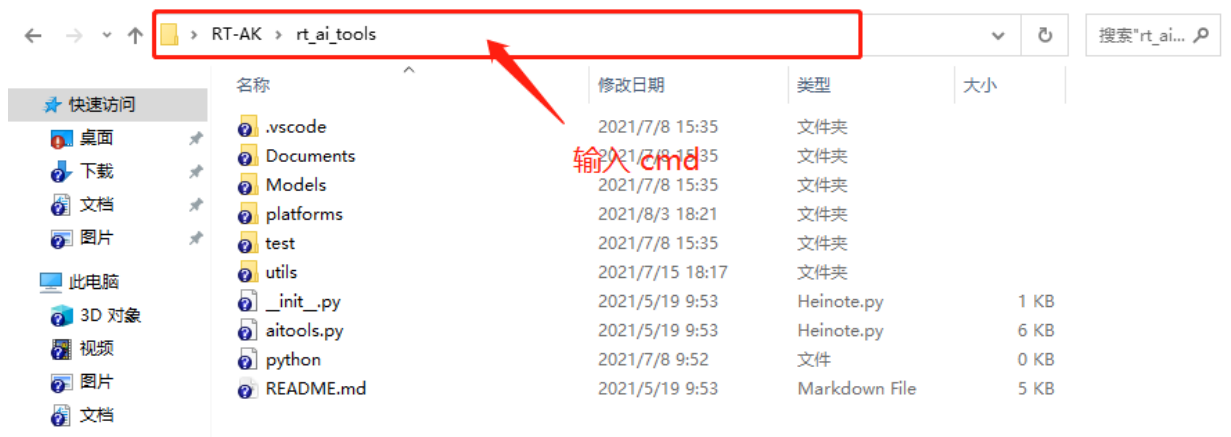 RT-AK > rt_ai_tools
搜索"rt_ai...
名称 修改日期 类型 大小
快速访问
桌面
下载
文档
图片
此电脑
3D 对象
视频
图片
文档
.vscode 2021/7/8 15:35 文件夹
Documents 2021/7/8 15:35 文件夹
输入 cmd
Models 2021/7/8 15:35 文件夹
platforms 2021/8/3 18:21 文件夹
test 2021/7/8 15:35 文件夹
utils 2021/7/15 18:17 文件夹
__init__.py 2021/5/19 9:53 Heinote.py 1 KB
aitools.py 2021/5/19 9:53 Heinote.py 6 KB
python 2021/7/8 9:52 文件 0 KB
README.md 2021/5/19 9:53 Markdown File 5 KB